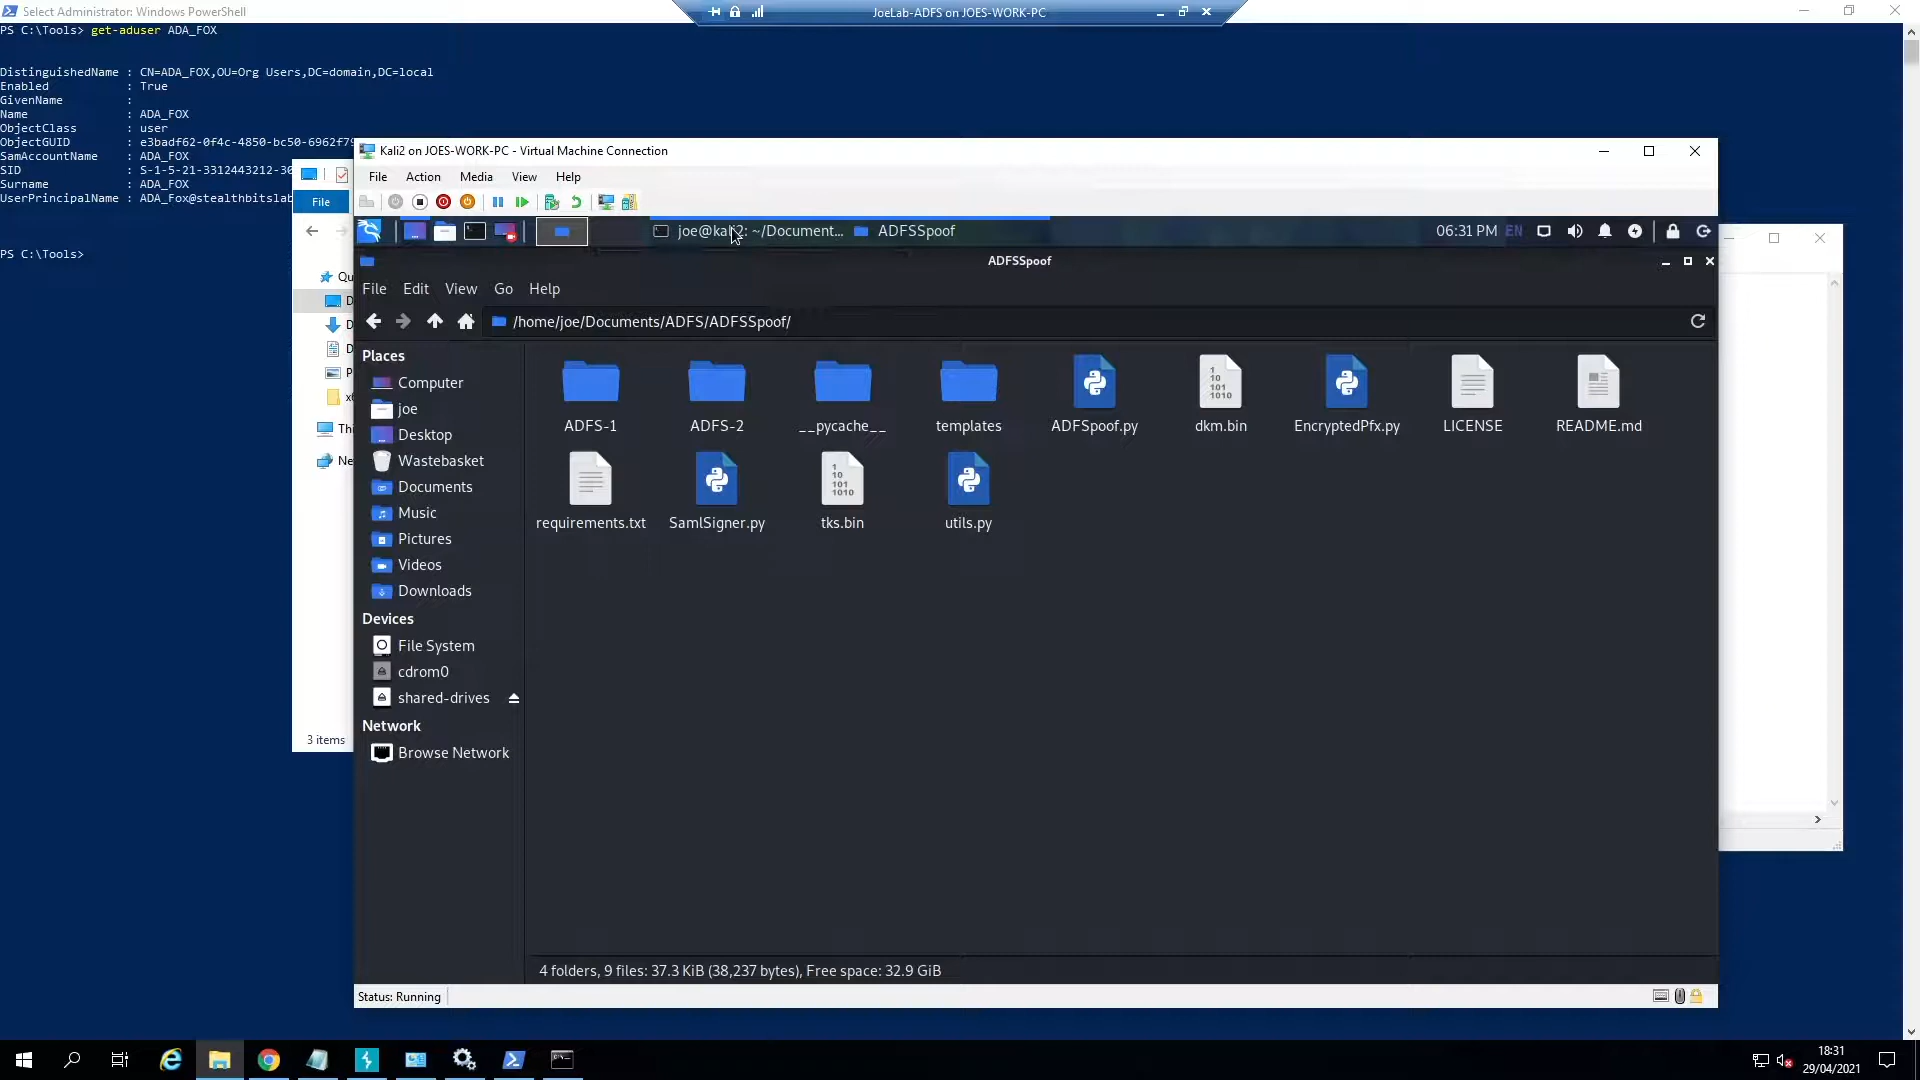 Select Administrator: Windows PowerShell
JoeLab-ADFS on JOES-WORK-PC
PS C:\Tools> get-aduser ADA_FOX
DistinguishedName : CN=ADA_FOX,OU=Org Users,DC=domain,DC=local
Enabled : True
GivenName :
Name : ADA_FOX
ObjectClass : user
ObjectGUID : e3badf62-0f4c-4850-bc50-6962f79
SamAccountName : ADA_FOX
SID : S-1-5-21-3312443212-30
Surname : ADA_FOX
UserPrincipalName : ADA_Fox@stealthbitslab
PS C:\Tools>
File
Qu
D
D
D
P
xt
Thi
Ne
3 items
Kali2 on JOES-WORK-PC - Virtual Machine Connection
File Action Media View Help
joe@kali2: ~/Document... ADFSSpoof 06:31 PM EN
ADFSSpoof
File Edit View Go Help
/home/joe/Documents/ADFS/ADFSSpoof/
Places
Computer
joe
Desktop
Wastebasket
Documents
Music
Pictures
Videos
Downloads
Devices
File System
cdrom0
shared-drives
Network
Browse Network
ADFS-1 ADFS-2 __pycache__ templates ADFSpoof.py dkm.bin EncryptedPfx.py LICENSE README.md
requirements.txt SamlSigner.py tks.bin utils.py
4 folders, 9 files: 37.3 KiB (38,237 bytes), Free space: 32.9 GiB
Status: Running
18:31
29/04/2021